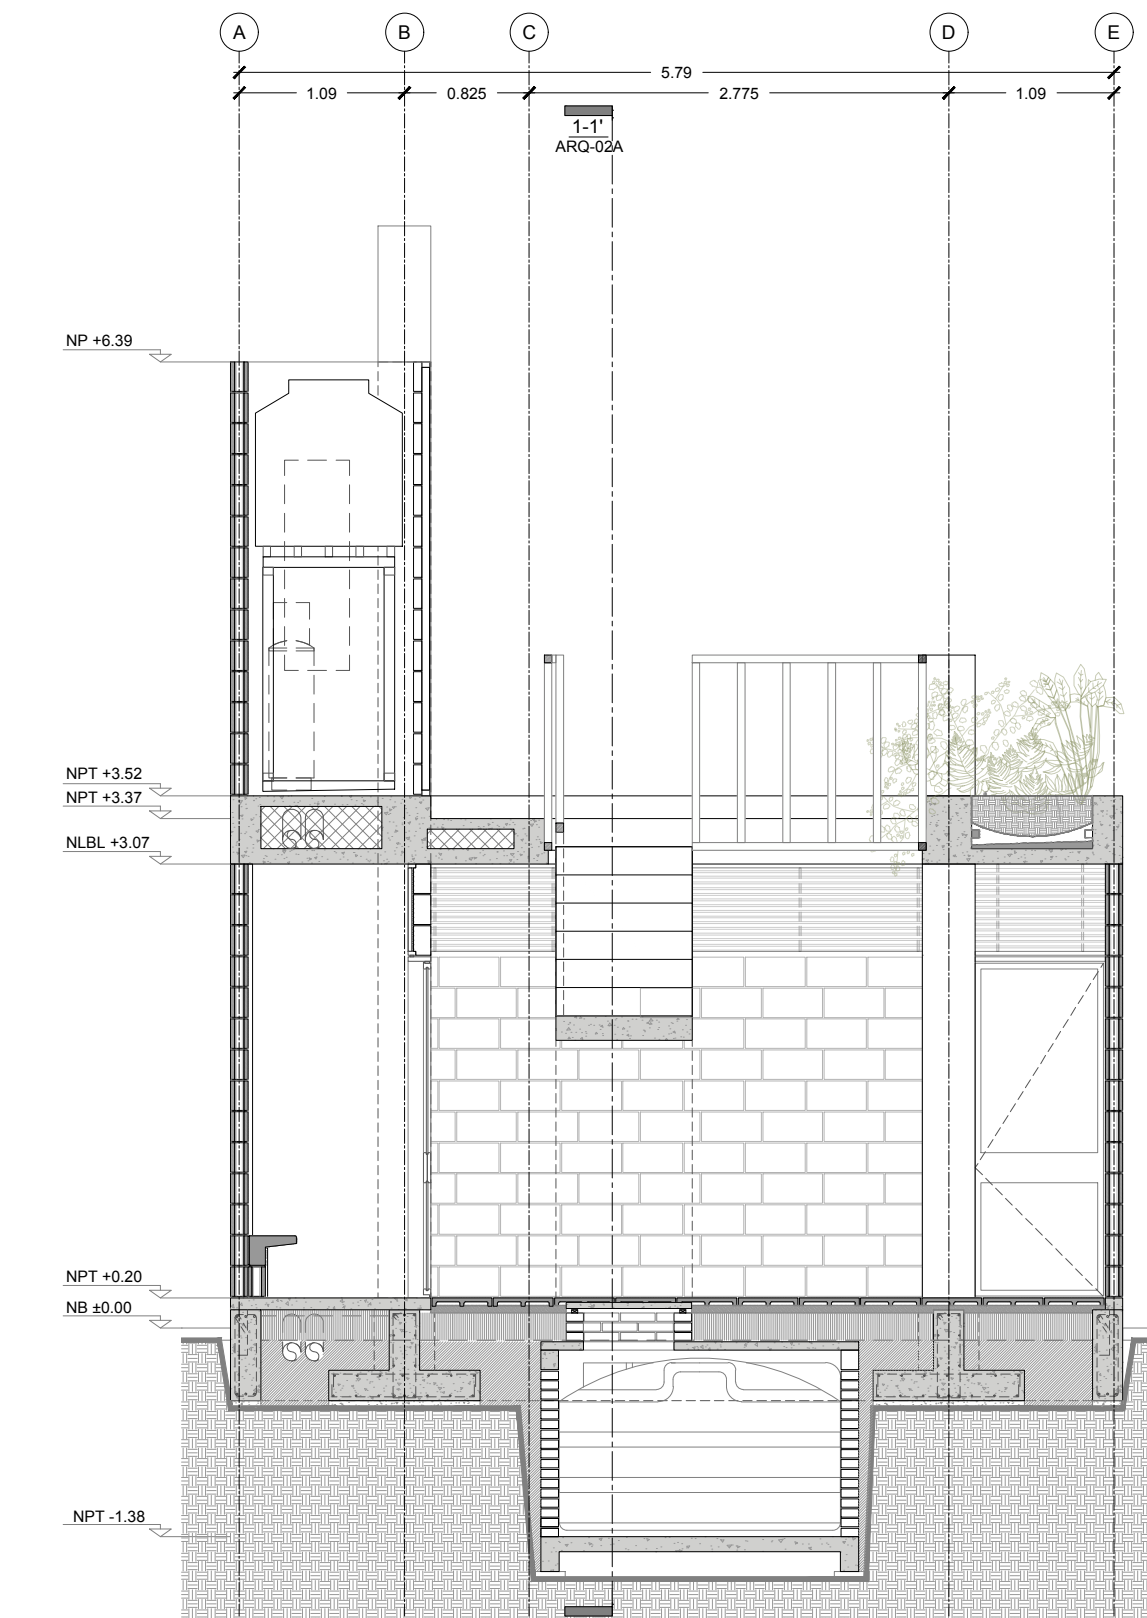 A B C D E
5.79
1.09 0.825 2.775 1.09
1-1'
ARQ-02A
NP +6.39
NPT +3.52
NPT +3.37
NLBL +3.07
NPT +0.20
NB ±0.00
NPT -1.38